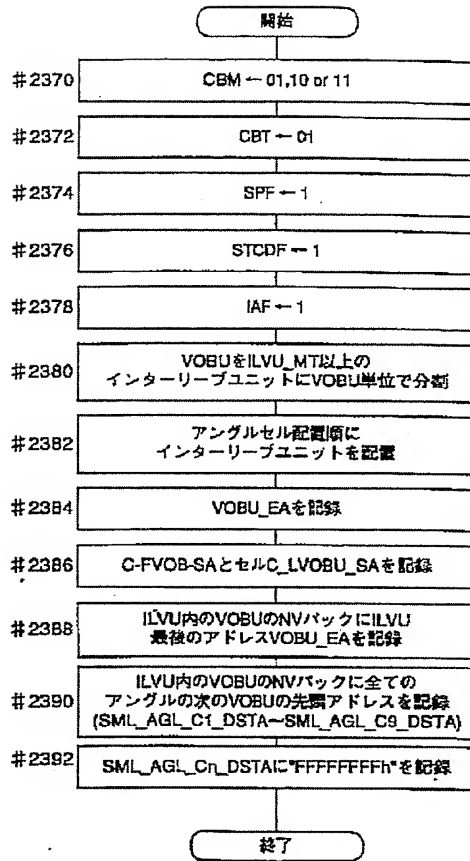 開始
#2370
CBM ← 01,10 or 11
#2372
CBT ← 01
#2374
SPF ← 1
#2376
STCDF ← 1
#2378
IAF ← 1
#2380
VOBUをILVU_MT以上の
インターリーブユニットにVOBU単位で分割
#2382
アングルセル配置順に
インターリーブユニットを配置
#2384
VOBU_EAを記録
#2386
C-FVOB-SAとセルC_LVOBU_SAを記録
#2388
ILVU内のVOBUのNVパックにILVU
最後のアドレスVOBU_EAを記録
#2390
ILVU内のVOBUのNVパックに全ての
アングルの次のVOBUの先頭アドレスを記録
(SML_AGL_C1_DSTA〜SML_AGL_C9_DSTA)
#2392
SML_AGL_Cn_DSTAに"FFFFFFFFh"を記録
終了